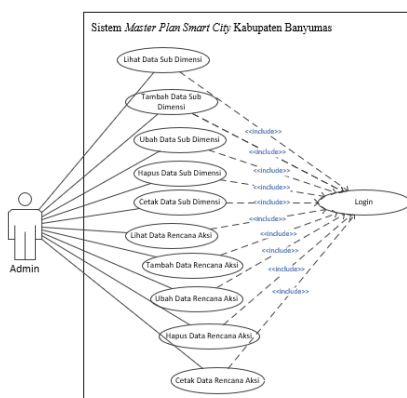 Sistem Master Plan Smart City Kabupaten Banyumas
Lihat Data Sub Dimensi
Tambah Data Sub
Dimensi
<<include>>
Ubah Data Sub Dimensi
<<include>>
<<include>>
Hapus Data Sub Dimensi
<<include>>
Cetak Data Sub Dimensi
<<include>>
Login
<<include>>
Lihat Data Rencana Aksi
<<include>>
Admin
Tambah Data Rencana Aksi
<<include>>
Ubah Data Rencana Aksi
<<include>>
<<include>>
Hapus Data Rencana Aksi
Cetak Data Rencana Aksi